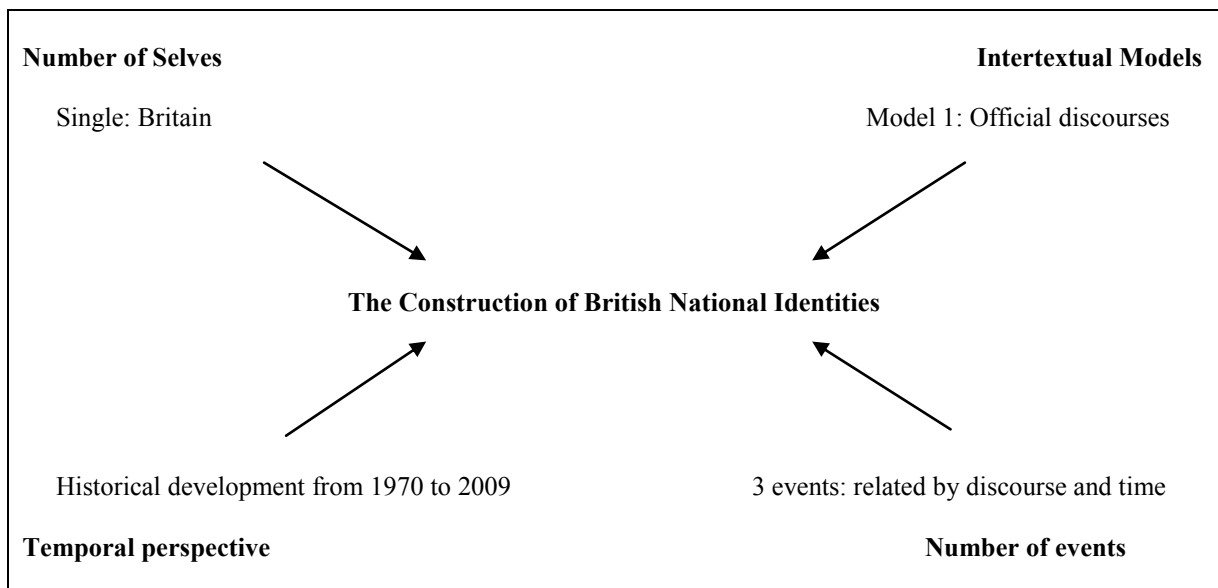 Number of Selves
Intertextual Models
Single: Britain
Model 1: Official discourses
The Construction of British National Identities
Historical development from 1970 to 2009
3 events: related by discourse and time
Temporal perspective
Number of events